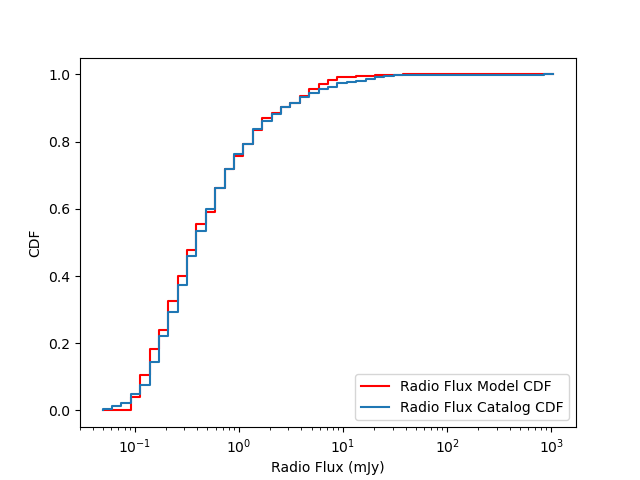 1.0
0.8
0.6
0.4
0.2
0.0
CDF
10⁻¹ 10⁰ 10¹ 10² 10³
Radio Flux (mJy)
Radio Flux Model CDF
Radio Flux Catalog CDF